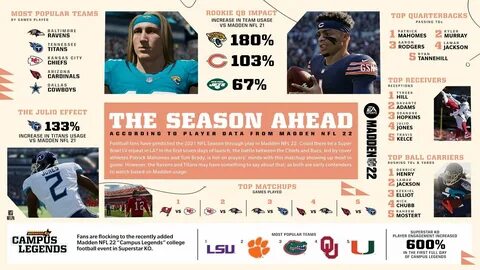 MOST POPULAR TEAMS
BY GAMES PLAYED
1 BALTIMORE
RAVENS
2 TENNESSEE
TITANS
3 KANSAS CITY
CHIEFS
4 ARIZONA
CARDINALS
5 DALLAS
COWBOYS
ROOKIE QB IMPACT
INCREASE IN TEAM USAGE
VS MADDEN NFL 21
180%
103%
67%
TOP QUARTERBACKS
PASSING TDs
1 PATRICK
MAHOMES
2 KYLER
MURRAY
3 AARON
RODGERS
4 LAMAR
JACKSON
5 RYAN
TANNEHILL
TOP RECEIVERS
RECEPTIONS
1 TYREEK
HILL
2 DAVANTE
ADAMS
3 DEANDRE
HOPKINS
4 JULIO
JONES
5 TRAVIS
KELCE
TOP BALL CARRIERS
RUSHING TDs & YARDS
1 DERRICK
HENRY
2 LAMAR
JACKSON
3 EZEKIEL
ELLIOT
4 NICK
CHUBB
5 RAHEEM
MOSTERT
THE JULIO EFFECT
133%
INCREASE IN TITANS USAGE
VS MADDEN NFL 21
JONES
2
THE SEASON AHEAD
ACCORDING TO PLAYER DATA FROM MADDEN NFL 22
EA
MADDEN 22
Football fans have predicted the 2021 NFL Season through play in Madden NFL 22. Could there be a Super
Bowl LV repeat in LA? In the first seven days of launch, the battle between the Chiefs and Bucs, led by cover
athletes Patrick Mahomes and Tom Brady, is hot on players' minds with this matchup showing up most in
game. However, the Ravens and Titans may have something to say about that as both are early contenders
to watch based on Madden usage.
TOP MATCHUPS
GAMES PLAYED
12
1 VS 2 VS 3 VS 4 VS 5 VS
CAMPUS
LEGENDS
Fans are flocking to the recently added
Madden NFL 22 "Campus Legends" college
football event in Superstar KO.
MOST POPULAR TEAMS
1 LSU 2 3 Gators 4 5
SUPERSTAR KO
PLAYER ENGAGEMENT INCREASED
600%
IN THE FIRST FULL DAY
OF CAMPUS LEGENDS